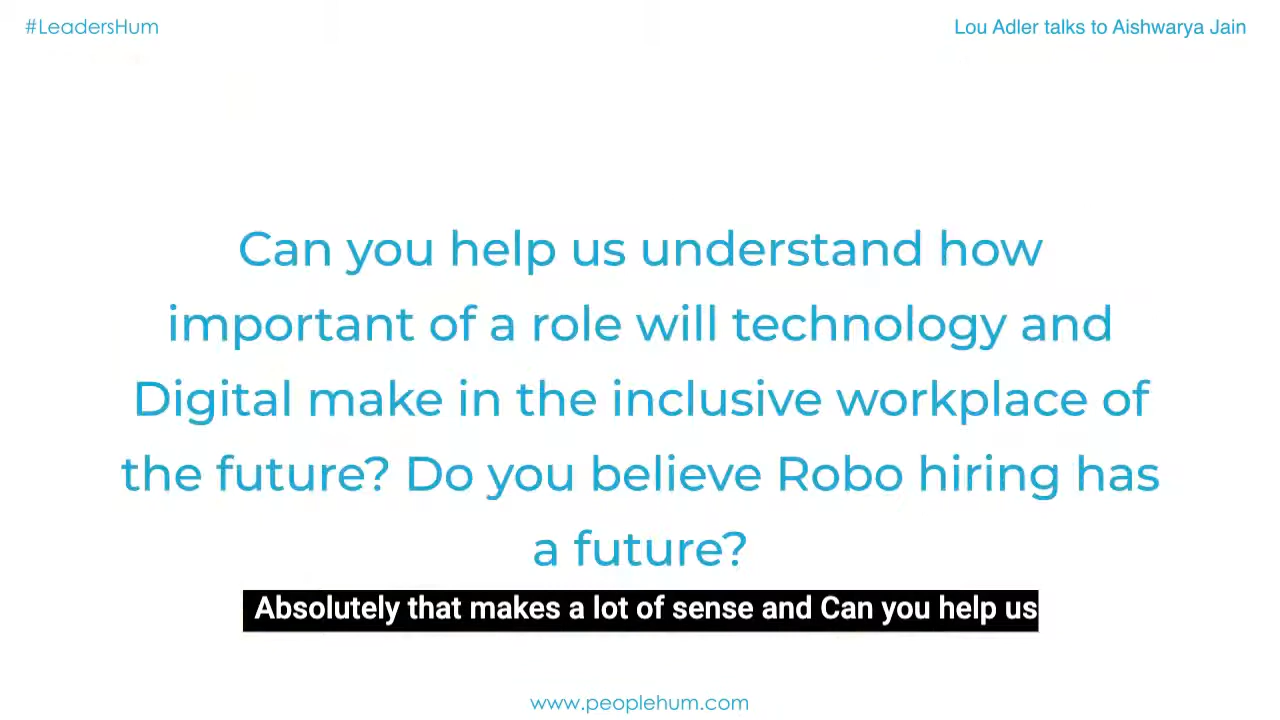 #LeadersHum
Lou Adler talks to Aishwarya Jain
Can you help us understand how
important of a role will technology and
Digital make in the inclusive workplace of
the future? Do you believe Robo hiring has
a future?
Absolutely that makes a lot of sense and Can you help us
www.peoplehum.com